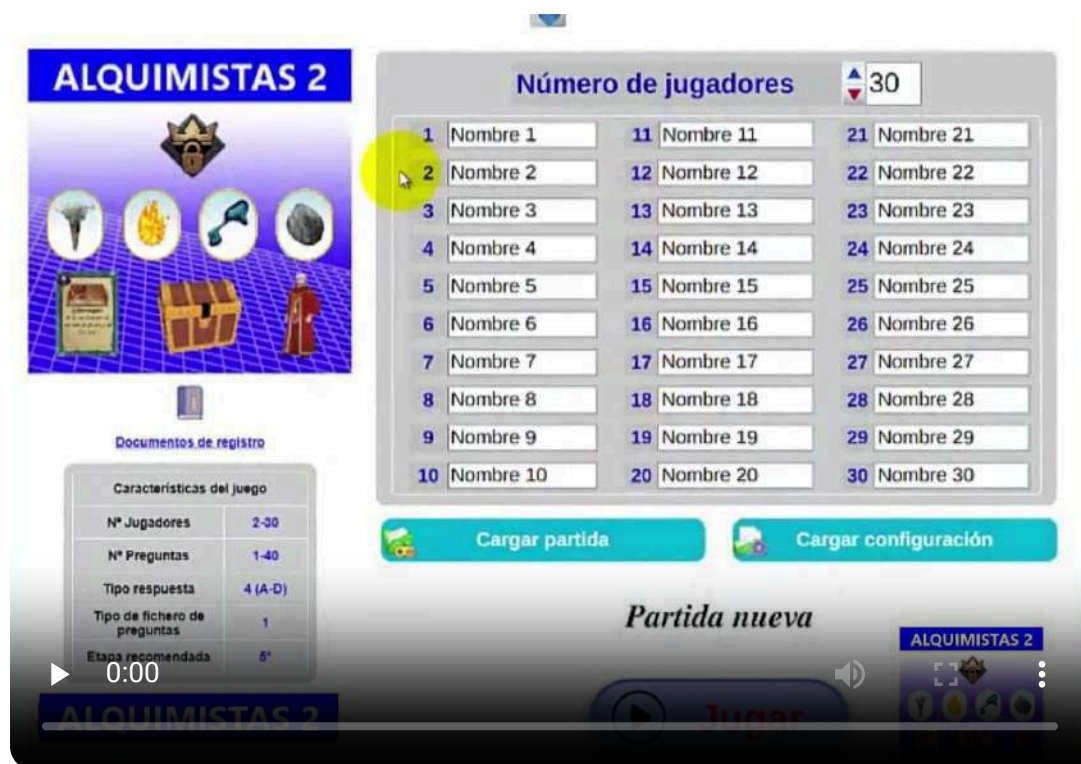 ALQUIMISTAS 2
Documentos de registro
Características del juego
Nº Jugadores 2-30
Nº Preguntas 1-40
Tipo respuesta 4 (A-D)
Tipo de fichero de
preguntas 1
Etapa recomendada 6º
Número de jugadores 30
1 Nombre 1 11 Nombre 11 21 Nombre 21
2 Nombre 2 12 Nombre 12 22 Nombre 22
3 Nombre 3 13 Nombre 13 23 Nombre 23
4 Nombre 4 14 Nombre 14 24 Nombre 24
5 Nombre 5 15 Nombre 15 25 Nombre 25
6 Nombre 6 16 Nombre 16 26 Nombre 26
7 Nombre 7 17 Nombre 17 27 Nombre 27
8 Nombre 8 18 Nombre 18 28 Nombre 28
9 Nombre 9 19 Nombre 19 29 Nombre 29
10 Nombre 10 20 Nombre 20 30 Nombre 30
Cargar partida Cargar configuración
Partida nueva
ALQUIMISTAS 2
0:00
ALQUIMISTAS 2
Jugar